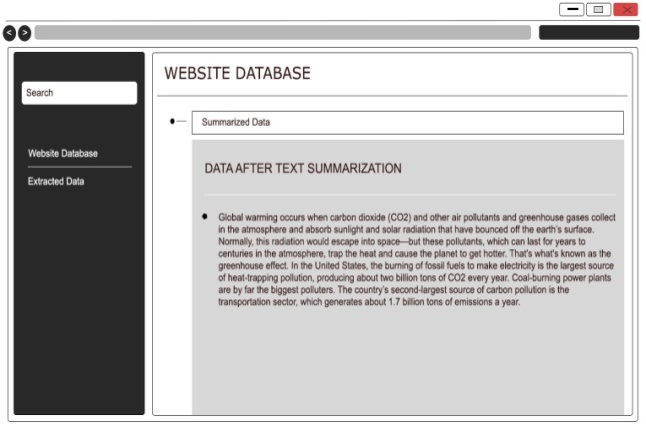 WEBSITE DATABASE
Search
Summarized Data
Website Database
DATA AFTER TEXT SUMMARIZATION
Extracted Data
Global warming occurs when carbon dioxide (CO2) and other air pollutants and greenhouse gases collect
in the atmosphere and absorb sunlight and solar radiation that have bounced off the earth's surface.
Normally, this radiation would escape into space—but these pollutants, which can last for years to
centuries in the atmosphere, trap the heat and cause the planet to get hotter. That's what's known as the
greenhouse effect. In the United States, the burning of fossil fuels to make electricity is the largest source
of heat-trapping pollution, producing about two billion tons of CO2 every year. Coal-burning power plants
are by far the biggest polluters. The country's second-largest source of carbon pollution is the
transportation sector, which generates about 1.7 billion tons of emissions a year.